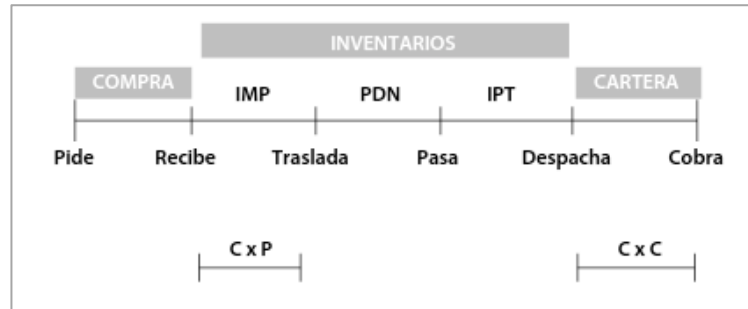 INVENTARIOS
COMPRA
CARTERA
IMP PDN IPT
Pide Recibe Traslada Pasa Despacha Cobra
C x P C x C